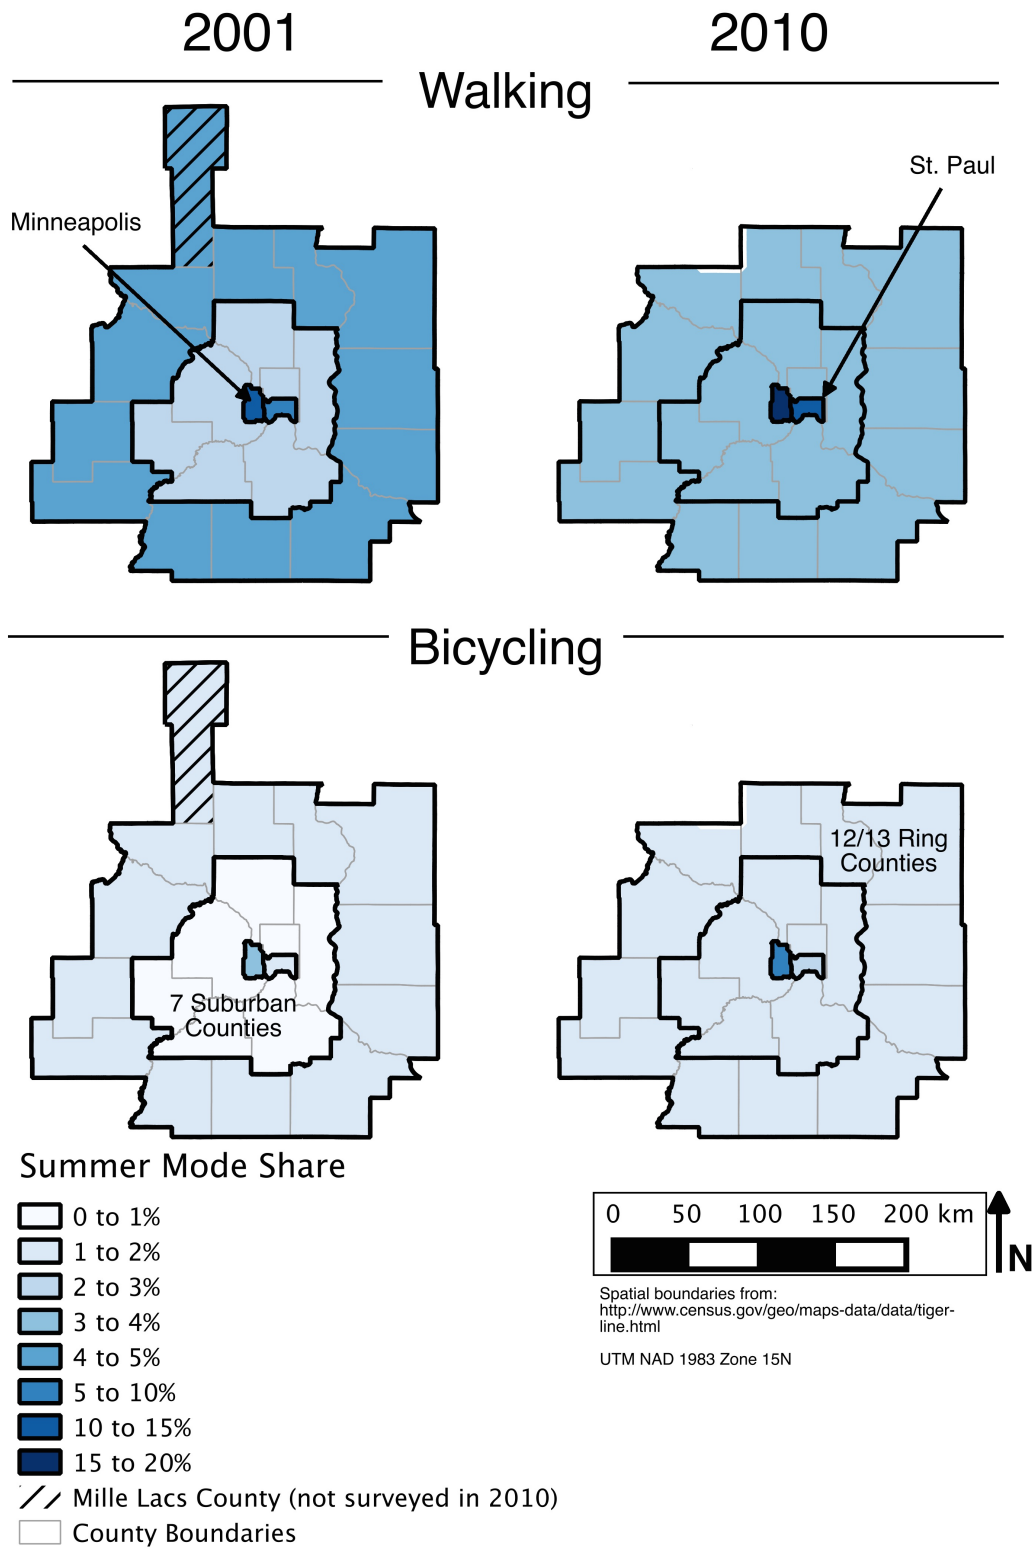 2001
2010
Walking
St. Paul
Minneapolis
Bicycling
12/13 Ring
Counties
7 Suburban
Counties
Summer Mode Share
0 to 1%
1 to 2%
2 to 3%
3 to 4%
4 to 5%
5 to 10%
10 to 15%
15 to 20%
Mille Lacs County (not surveyed in 2010)
County Boundaries
0 50 100 150 200 km
N
Spatial boundaries from:
http://www.census.gov/geo/maps-data/data/tiger-
line.html
UTM NAD 1983 Zone 15N